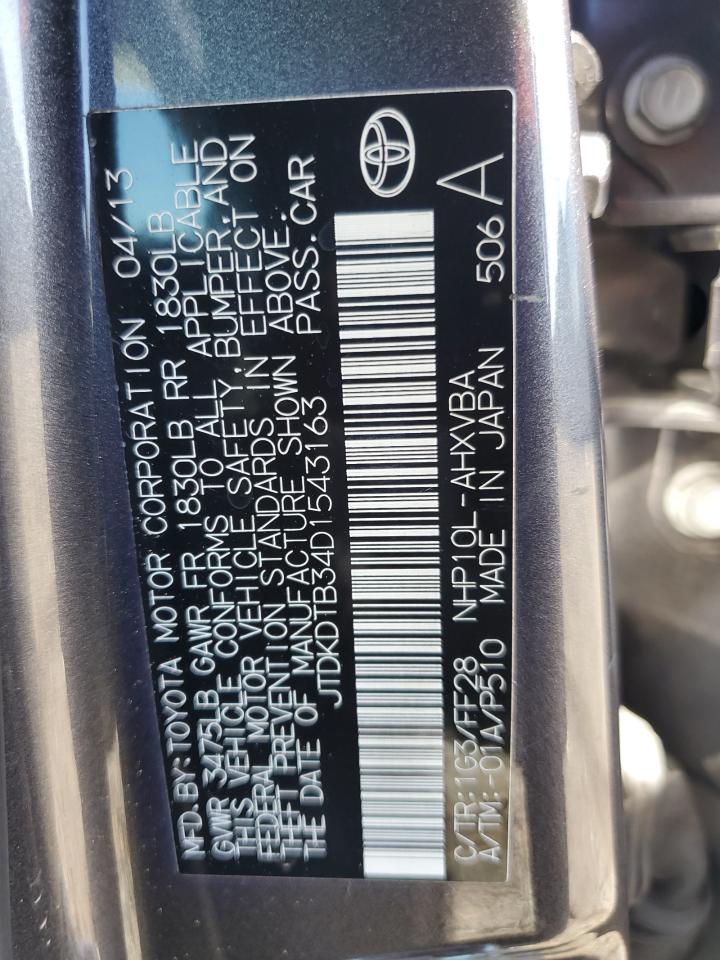 MFD.BY:TOYOTA MOTOR CORPORATION 04/13
GVWR 3475LB GAWR FR 1830LB RR 1830LB
THIS VEHICLE CONFORMS TO ALL APPLICABLE
FEDERAL MOTOR VEHICLE SAFETY,BUMPER,AND
THEFT PREVENTION STANDARDS IN EFFECT ON
THE DATE OF MANUFACTURE SHOWN ABOVE.
JTDKDTB34D1543163 PASS.CAR
C/TR:1G3/FF28 NHP10L-AHXVBA
A/TM:-01A/P510 MADE IN JAPAN 506 A